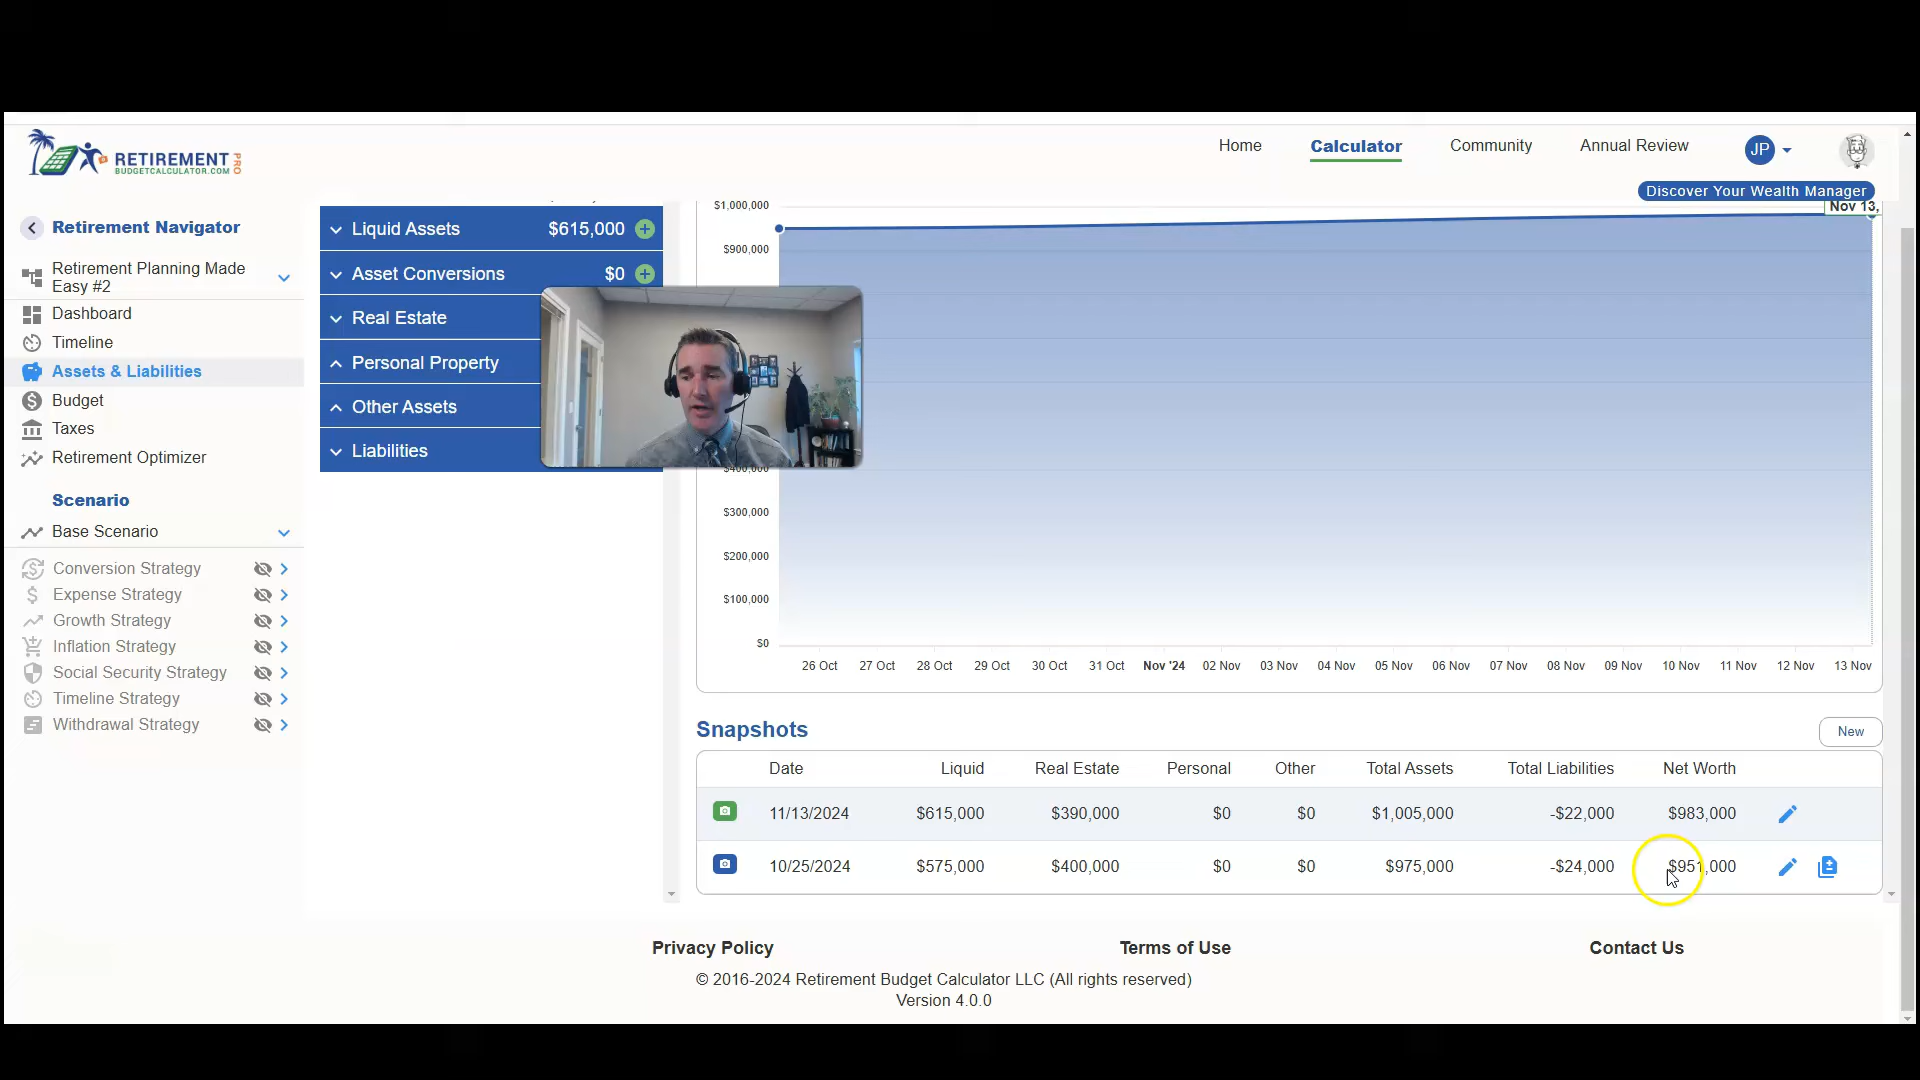 RETIREMENT PRO
BUDGETCALCULATOR.COM
Home
Calculator
Community
Annual Review
JP
Discover Your Wealth Manager
Retirement Navigator
Retirement Planning Made
Easy #2
Dashboard
Timeline
Assets & Liabilities
Budget
Taxes
Retirement Optimizer
Scenario
Base Scenario
Conversion Strategy
Expense Strategy
Growth Strategy
Inflation Strategy
Social Security Strategy
Timeline Strategy
Withdrawal Strategy
Liquid Assets $615,000
Asset Conversions $0
Real Estate
Personal Property
Other Assets
Liabilities
Nov 13,
$1,000,000
$900,000
$400,000
$300,000
$200,000
$100,000
$0
26 Oct 27 Oct 28 Oct 29 Oct 30 Oct 31 Oct Nov '24 02 Nov 03 Nov 04 Nov 05 Nov 06 Nov 07 Nov 08 Nov 09 Nov 10 Nov 11 Nov 12 Nov 13 Nov
Snapshots
New
Date Liquid Real Estate Personal Other Total Assets Total Liabilities Net Worth
11/13/2024 $615,000 $390,000 $0 $0 $1,005,000 -$22,000 $983,000
10/25/2024 $575,000 $400,000 $0 $0 $975,000 -$24,000 $951,000
Privacy Policy
Terms of Use
Contact Us
© 2016-2024 Retirement Budget Calculator LLC (All rights reserved)
Version 4.0.0